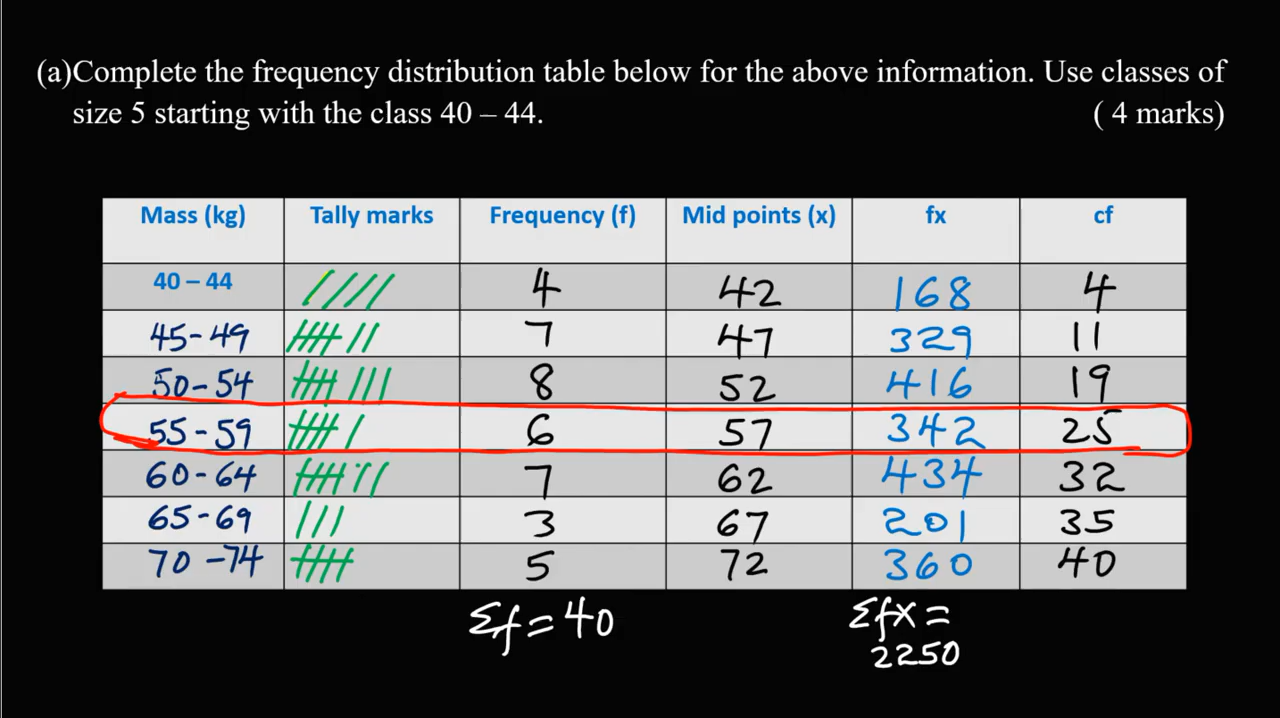 (a)Complete the frequency distribution table below for the above information. Use classes of
size 5 starting with the class 40 – 44. ( 4 marks)
Mass (kg) Tally marks Frequency (f) Mid points (x) fx cf
40 – 44 4 42 168 4
45-49 7 47 329 11
50-54 8 52 416 19
55-59 6 57 342 25
60-64 7 62 434 32
65-69 3 67 201 35
70-74 5 72 360 40
Σf = 40 Σfx =
2250